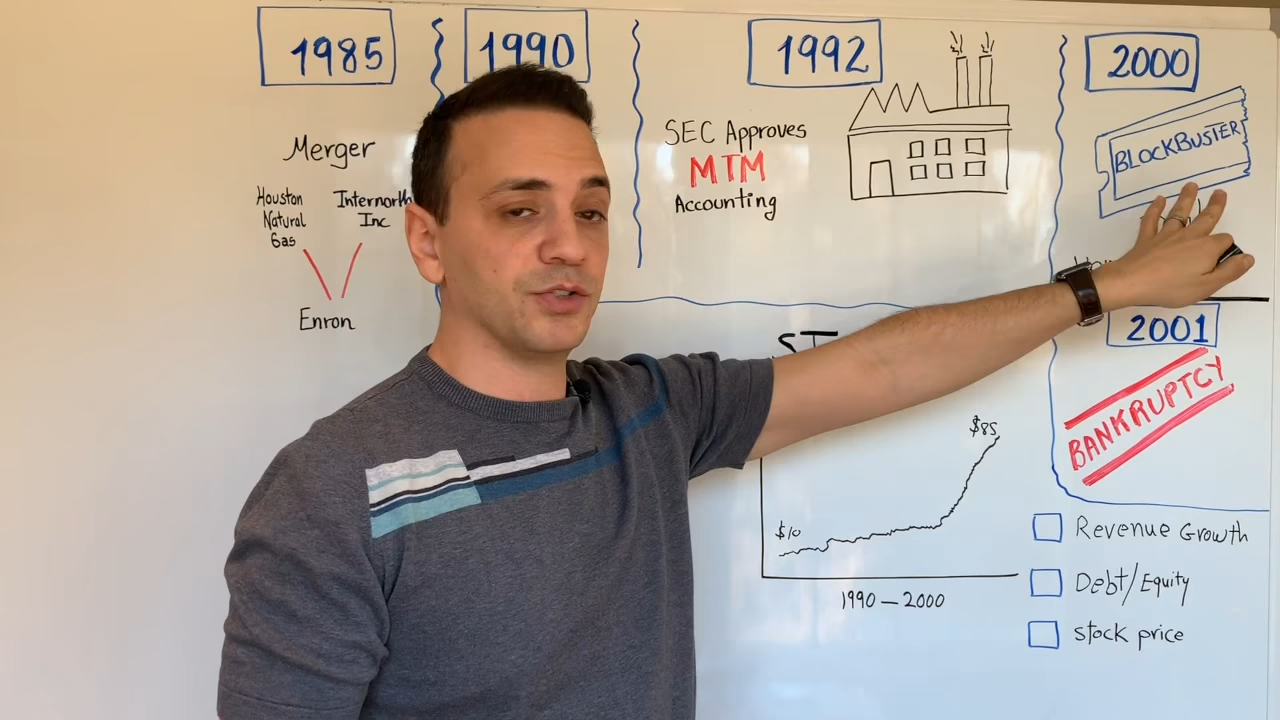 1985
Merger
Houston
Natural
Gas
Internorth
Inc
Enron
1990
1992
SEC Approves
MTM
Accounting
2000
BLOCKBUSTER
2001
BANKRUPTCY
$10
$85
1990 — 2000
Revenue Growth
Debt/Equity
Stock price